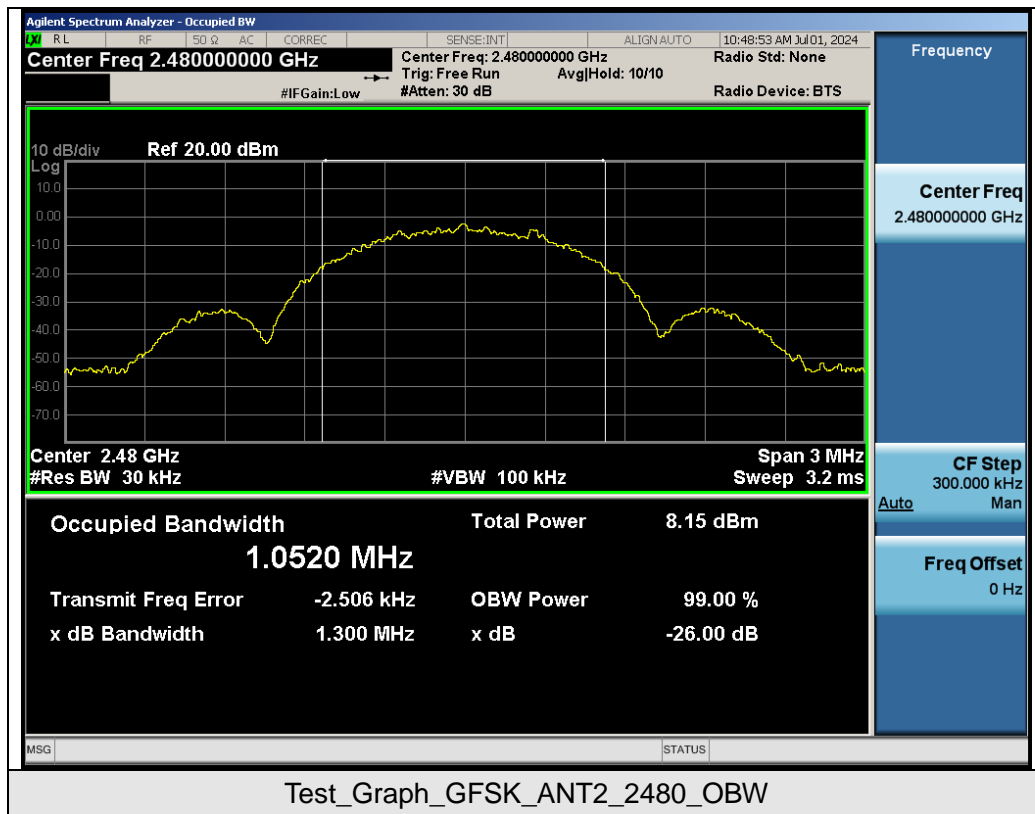 Agilent Spectrum Analyzer - Occupied BW
LXI RL RF 50 Ω AC CORREC SENSE:INT ALIGN AUTO 10:48:53 AM Jul 01, 2024
Center Freq 2.480000000 GHz
Center Freq: 2.480000000 GHz
Radio Std: None
Trig: Free Run Avg|Hold: 10/10
#IFGain:Low
#Atten: 30 dB
Radio Device: BTS
10 dB/div Ref 20.00 dBm
Log
10.0
0.00
-10.0
-20.0
-30.0
-40.0
-50.0
-60.0
-70.0
Center 2.48 GHz Span 3 MHz
#Res BW 30 kHz #VBW 100 kHz Sweep 3.2 ms
Occupied Bandwidth Total Power 8.15 dBm
1.0520 MHz
Transmit Freq Error -2.506 kHz OBW Power 99.00 %
x dB Bandwidth 1.300 MHz x dB -26.00 dB
MSG STATUS
Frequency
Center Freq
2.480000000 GHz
CF Step
300.000 kHz
Auto Man
Freq Offset
0 Hz
Test_Graph_GFSK_ANT2_2480_OBW